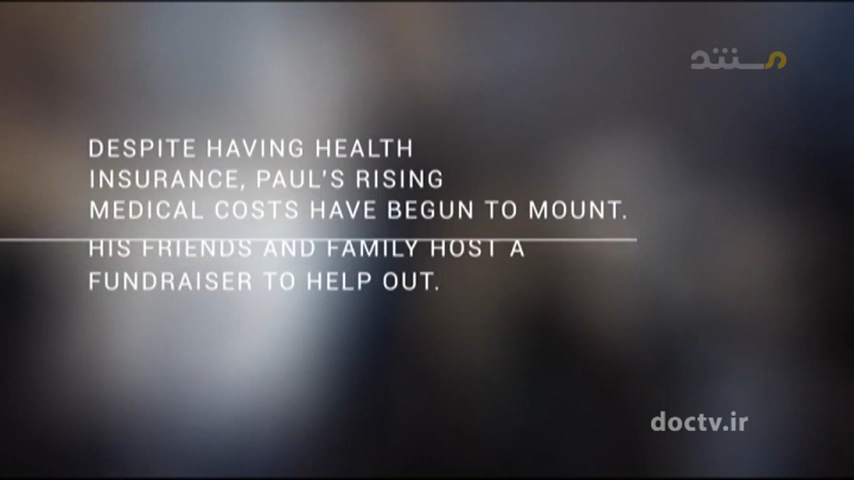 مستند
DESPITE HAVING HEALTH
INSURANCE, PAUL'S RISING
MEDICAL COSTS HAVE BEGUN TO MOUNT.
HIS FRIENDS AND FAMILY HOST A
FUNDRAISER TO HELP OUT.
doctv.ir